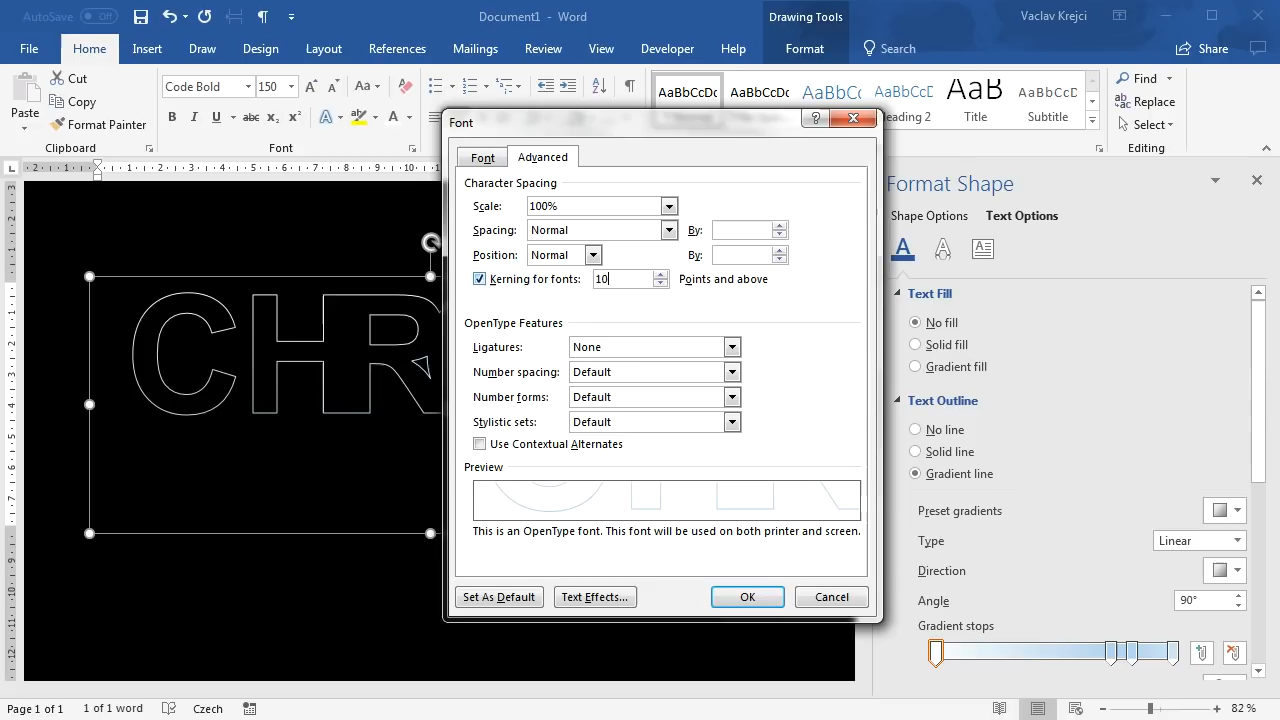 AutoSave Off
Document1 - Word
Drawing Tools
Vaclav Krejci
File Home Insert Draw Design Layout References Mailings Review View Developer Help Format Search Share
Paste Cut
Copy
Format Painter
Clipboard
Code Bold 150
Aa
B I U abc x₂ x² A ab A
Font
AaBbCcDc AaBbCcDc AaBbCc AaBbCcD AaB AaBbCcD
Heading 2 Title Subtitle
Find
Replace
Select
Editing
CHR
Font
Font Advanced
Character Spacing
Scale: 100%
Spacing: Normal By:
Position: Normal By:
Kerning for fonts: 10 Points and above
OpenType Features
Ligatures: None
Number spacing: Default
Number forms: Default
Stylistic sets: Default
Use Contextual Alternates
Preview
This is an OpenType font. This font will be used on both printer and screen.
Set As Default Text Effects... OK Cancel
Format Shape
Shape Options Text Options
Text Fill
No fill
Solid fill
Gradient fill
Text Outline
No line
Solid line
Gradient line
Preset gradients
Type Linear
Direction
Angle 90°
Gradient stops
Page 1 of 1 1 of 1 word Czech 82 %